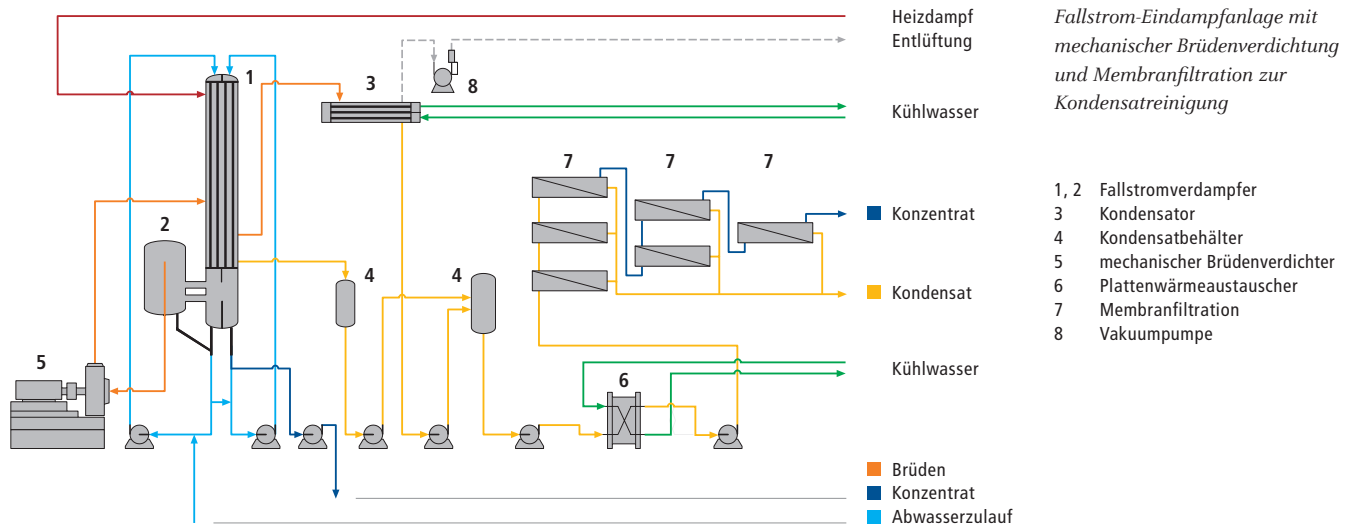 Heizdampf
Entlüftung
Kühlwasser
Konzentrat
Kondensat
Kühlwasser
Brüden
Konzentrat
Abwasserzulauf
1
2
3
4
4
5
6
7
7
7
8
Fallstrom-Eindampfanlage mit
mechanischer Brüdenverdichtung
und Membranfiltration zur
Kondensatreinigung
1, 2 Fallstromverdampfer
3 Kondensator
4 Kondensatbehälter
5 mechanischer Brüdenverdichter
6 Plattenwärmeaustauscher
7 Membranfiltration
8 Vakuumpumpe